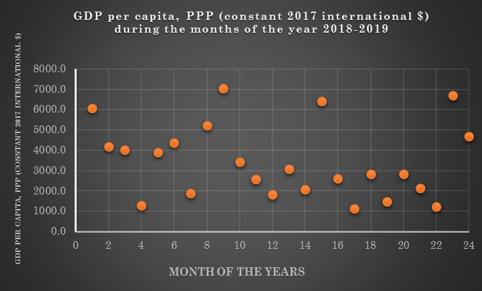 GDP per capita, PPP (constant 2017 international $)
during the months of the year 2018-2019
GDP PER CAPITA, PPP (CONSTANT 2017 INTERNATIONAL $)
8000.0
7000.0
6000.0
5000.0
4000.0
3000.0
2000.0
1000.0
0.0
0 2 4 6 8 10 12 14 16 18 20 22 24
MONTH OF THE YEARS